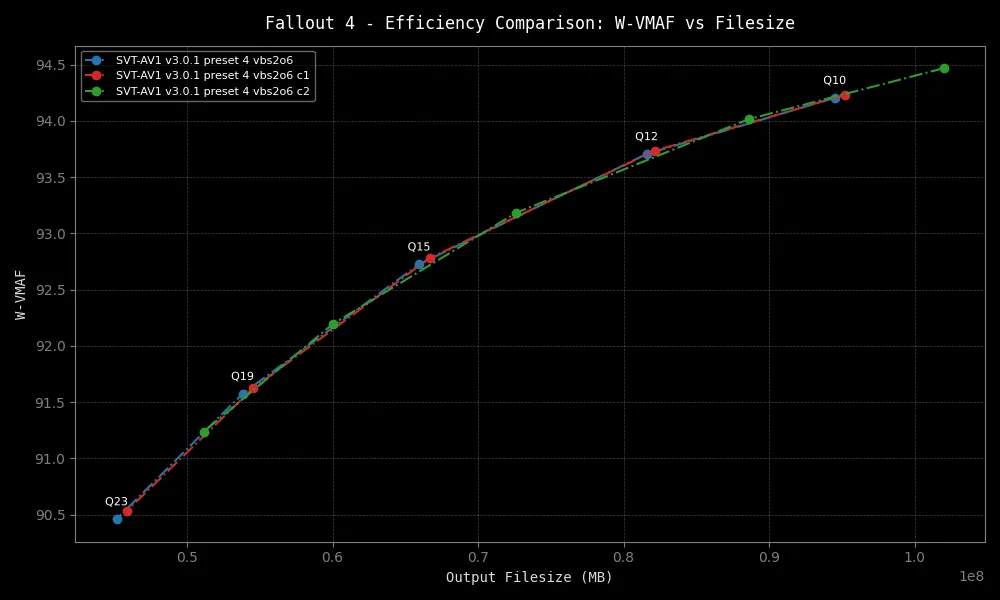 Fallout 4 - Efficiency Comparison: W-VMAF vs Filesize
SVT-AV1 v3.0.1 preset 4 vbs2o6
SVT-AV1 v3.0.1 preset 4 vbs2o6 c1
SVT-AV1 v3.0.1 preset 4 vbs2o6 c2
94.5
94.0
93.5
93.0
92.5
92.0
91.5
91.0
90.5
W-VMAF
Q10
Q12
Q15
Q19
Q23
0.5
0.6
0.7
0.8
0.9
1.0
1e8
Output Filesize (MB)